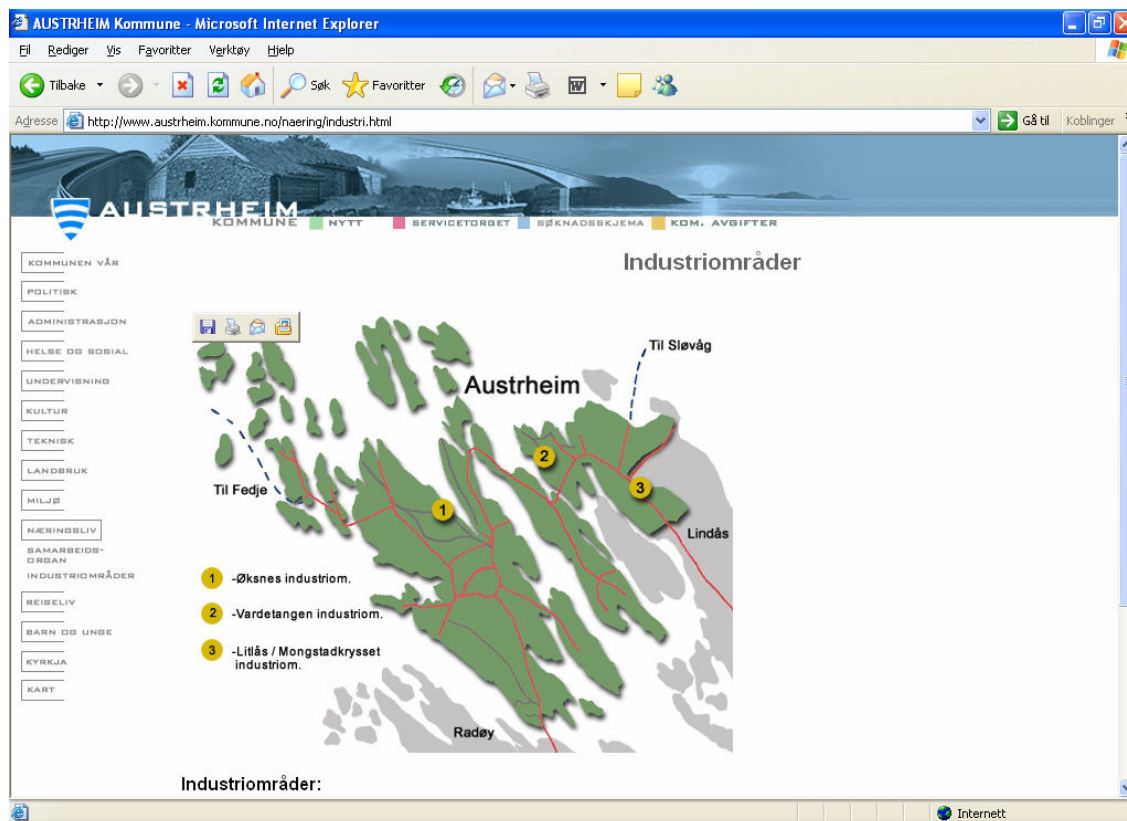 AUSTRHEIM Kommune - Microsoft Internet Explorer
Fil Rediger Vis Favoritter Verktøy Hjelp
Tilbake Søk Favoritter
Adresse http://www.austrheim.kommune.no/naering/industri.html Gå til Koblinger
AUSTRHEIM
KOMMUNE NYTT SERVICETORGET SØKNADSSKJEMA KOM. AVGIFTER
KOMMUNEN VÅR
POLITISK
ADMINISTRASJON
HELSE OG SOSIAL
UNDERVISNING
KULTUR
TEKNISK
LANDBRUK
MILJØ
NÆRINGSLIV
SAMARBEIDS-
ORGAN
INDUSTRIOMRÅDER
REISELIV
BARN OG UNGE
KYRKJA
KART
Industriområder
Til Sløvåg
Austrheim
2
Til Fedje
3
1
Lindås
1 -Øksnes industriom.
2 -Vardetangen industriom.
3 -Litlås / Mongstadkrysset
industriom.
Radøy
Industriområder:
Internett